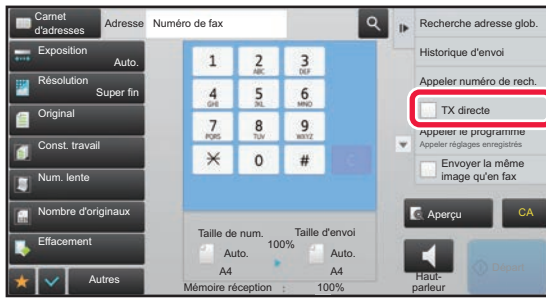 Carnet
d'adresses
Adresse
Numéro de fax
Exposition
Auto.
Résolution
Super fin
Original
Const. travail
Num. lente
Nombre d'originaux
Effacement
Autres
1
2
ABC
3
DEF
4
GHI
5
JKL
6
MNO
7
PQRS
8
TUV
9
WXYZ
0
#
C
Taille de num.
100%
Taille d'envoi
Auto.
A4
Auto.
A4
Mémoire réception : 100%
Recherche adresse glob.
Historique d'envoi
Appeler numéro de rech.
TX directe
Appeler le programme
Appeler réglages enregistrés
Envoyer la même
image qu'en fax
Aperçu
CA
Haut-
parleur
Départ